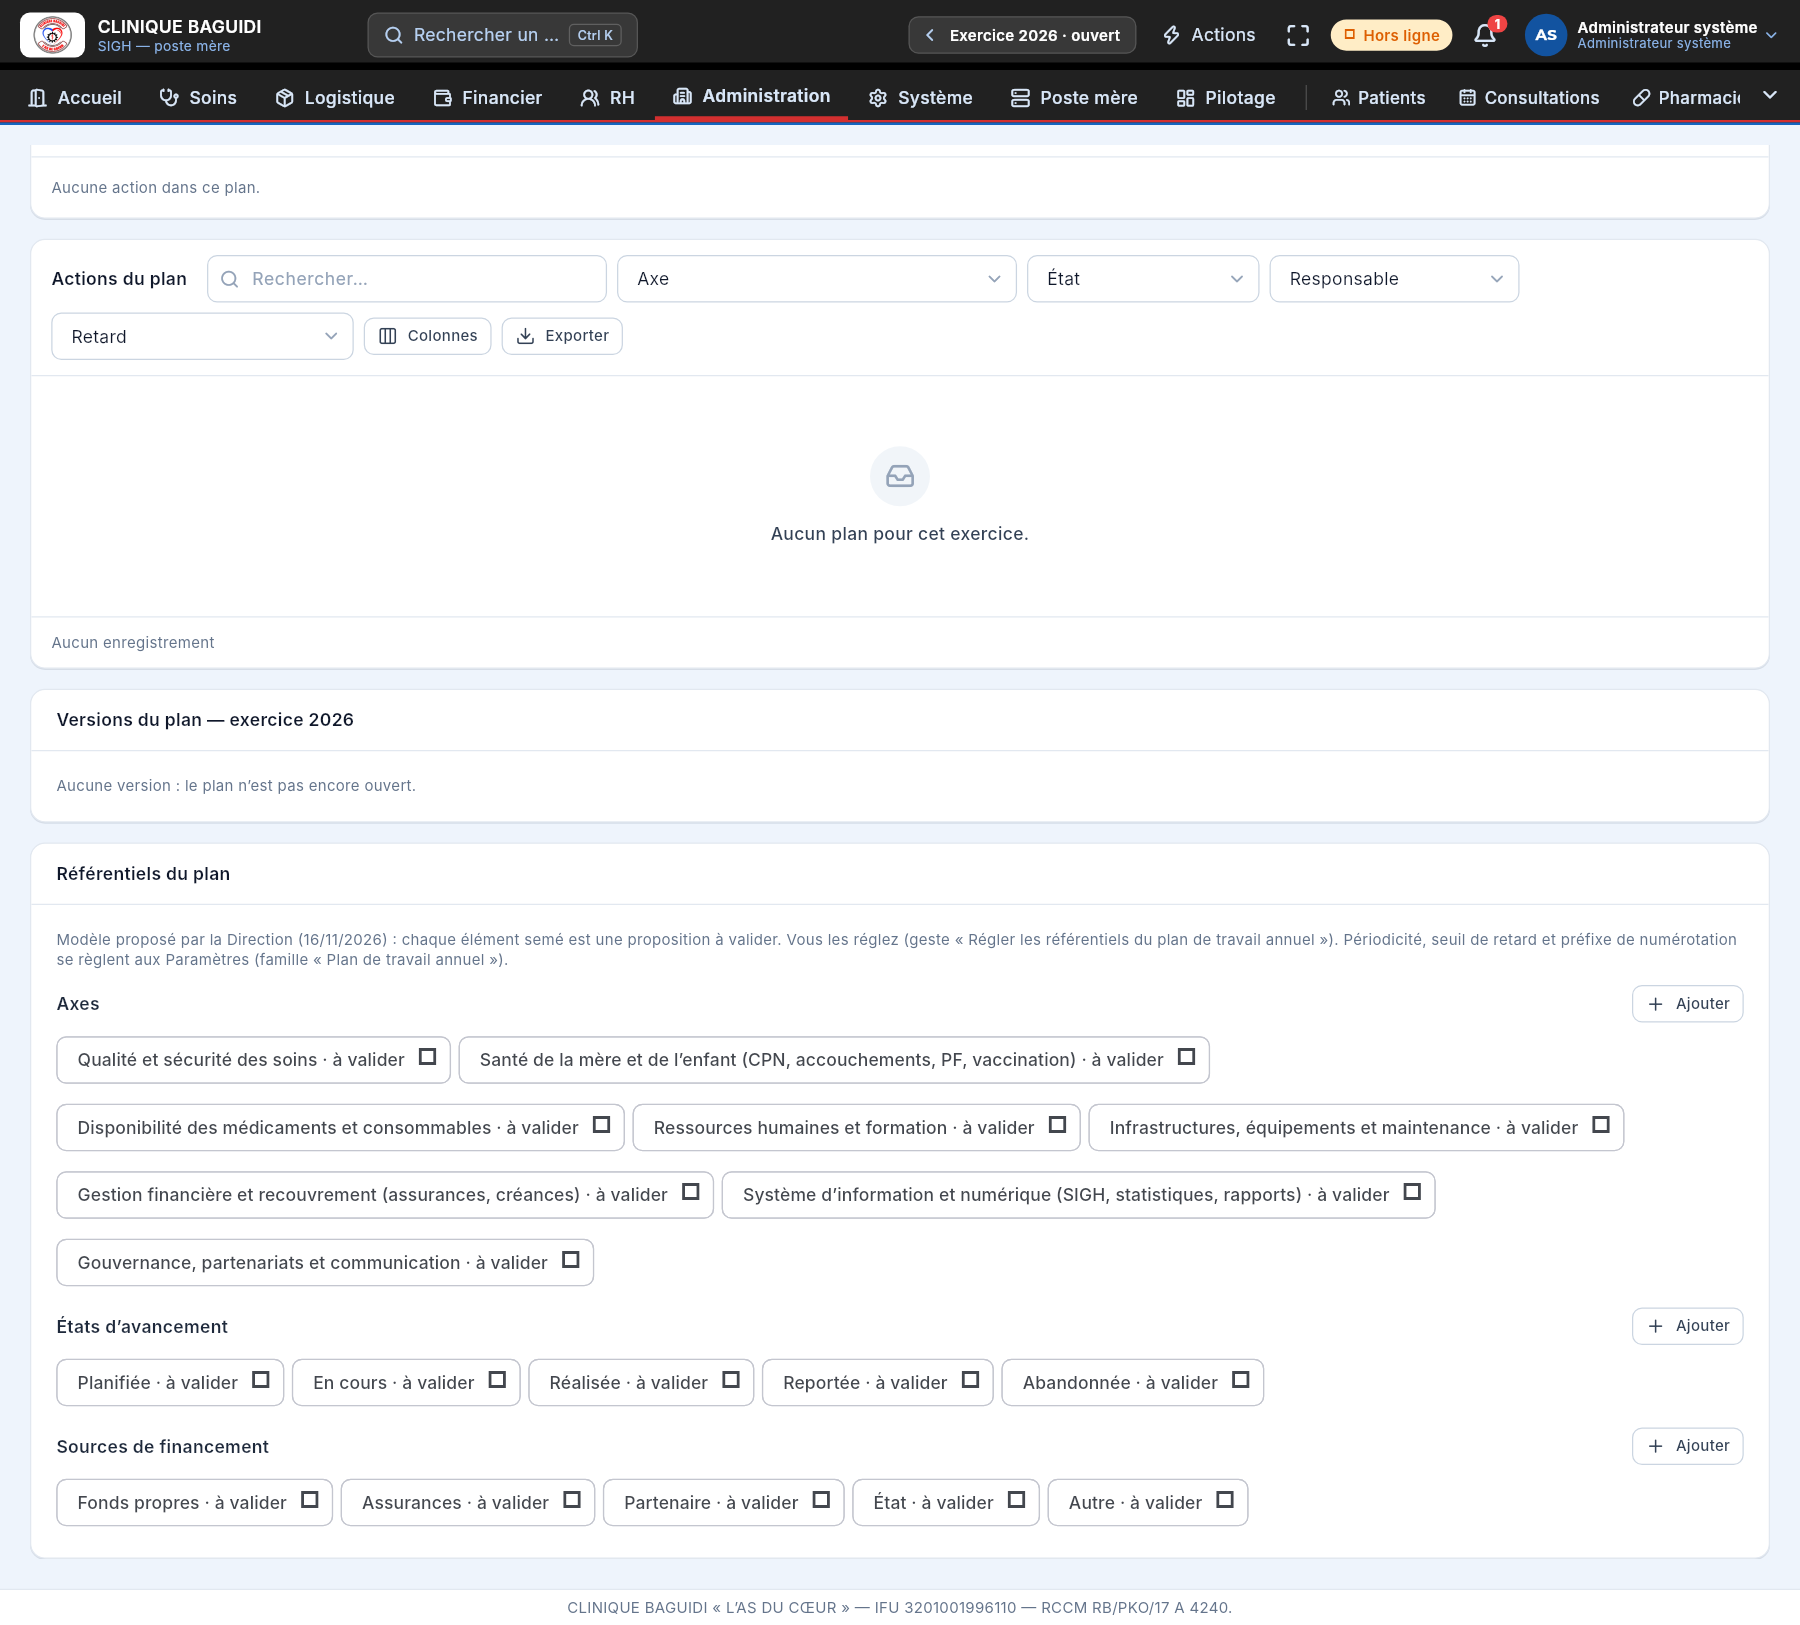 CLINIQUE BAGUIDI
SIGH — poste mère
Rechercher un ... Ctrl K
Exercice 2026 · ouvert
Actions
Hors ligne
1
AS
Administrateur système
Administrateur système
Accueil Soins Logistique Financier RH Administration Système Poste mère Pilotage Patients Consultations
Aucune action dans ce plan.
Actions du plan Rechercher... Axe État Responsable
Retard Colonnes Exporter
Aucun plan pour cet exercice.
Aucun enregistrement
Versions du plan — exercice 2026
Aucune version : le plan n’est pas encore ouvert.
Référentiels du plan
Modèle proposé par la Direction (16/11/2026) : chaque élément semé est une proposition à valider. Vous les réglez (geste « Régler les référentiels du plan de travail annuel »). Périodicité, seuil de retard et préfixe de numérotation
se règlent aux Paramètres (famille « Plan de travail annuel »).
Axes Ajouter
Qualité et sécurité des soins · à valider Santé de la mère et de l’enfant (CPN, accouchements, PF, vaccination) · à valider
Disponibilité des médicaments et consommables · à valider Ressources humaines et formation · à valider Infrastructures, équipements et maintenance · à valider
Gestion financière et recouvrement (assurances, créances) · à valider Système d’information et numérique (SIGH, statistiques, rapports) · à valider
Gouvernance, partenariats et communication · à valider
États d’avancement Ajouter
Planifiée · à valider En cours · à valider Réalisée · à valider Reportée · à valider Abandonnée · à valider
Sources de financement Ajouter
Fonds propres · à valider Assurances · à valider Partenaire · à valider État · à valider Autre · à valider
CLINIQUE BAGUIDI « L’AS DU CŒUR » — IFU 3201001996110 — RCCM RB/PKO/17 A 4240.